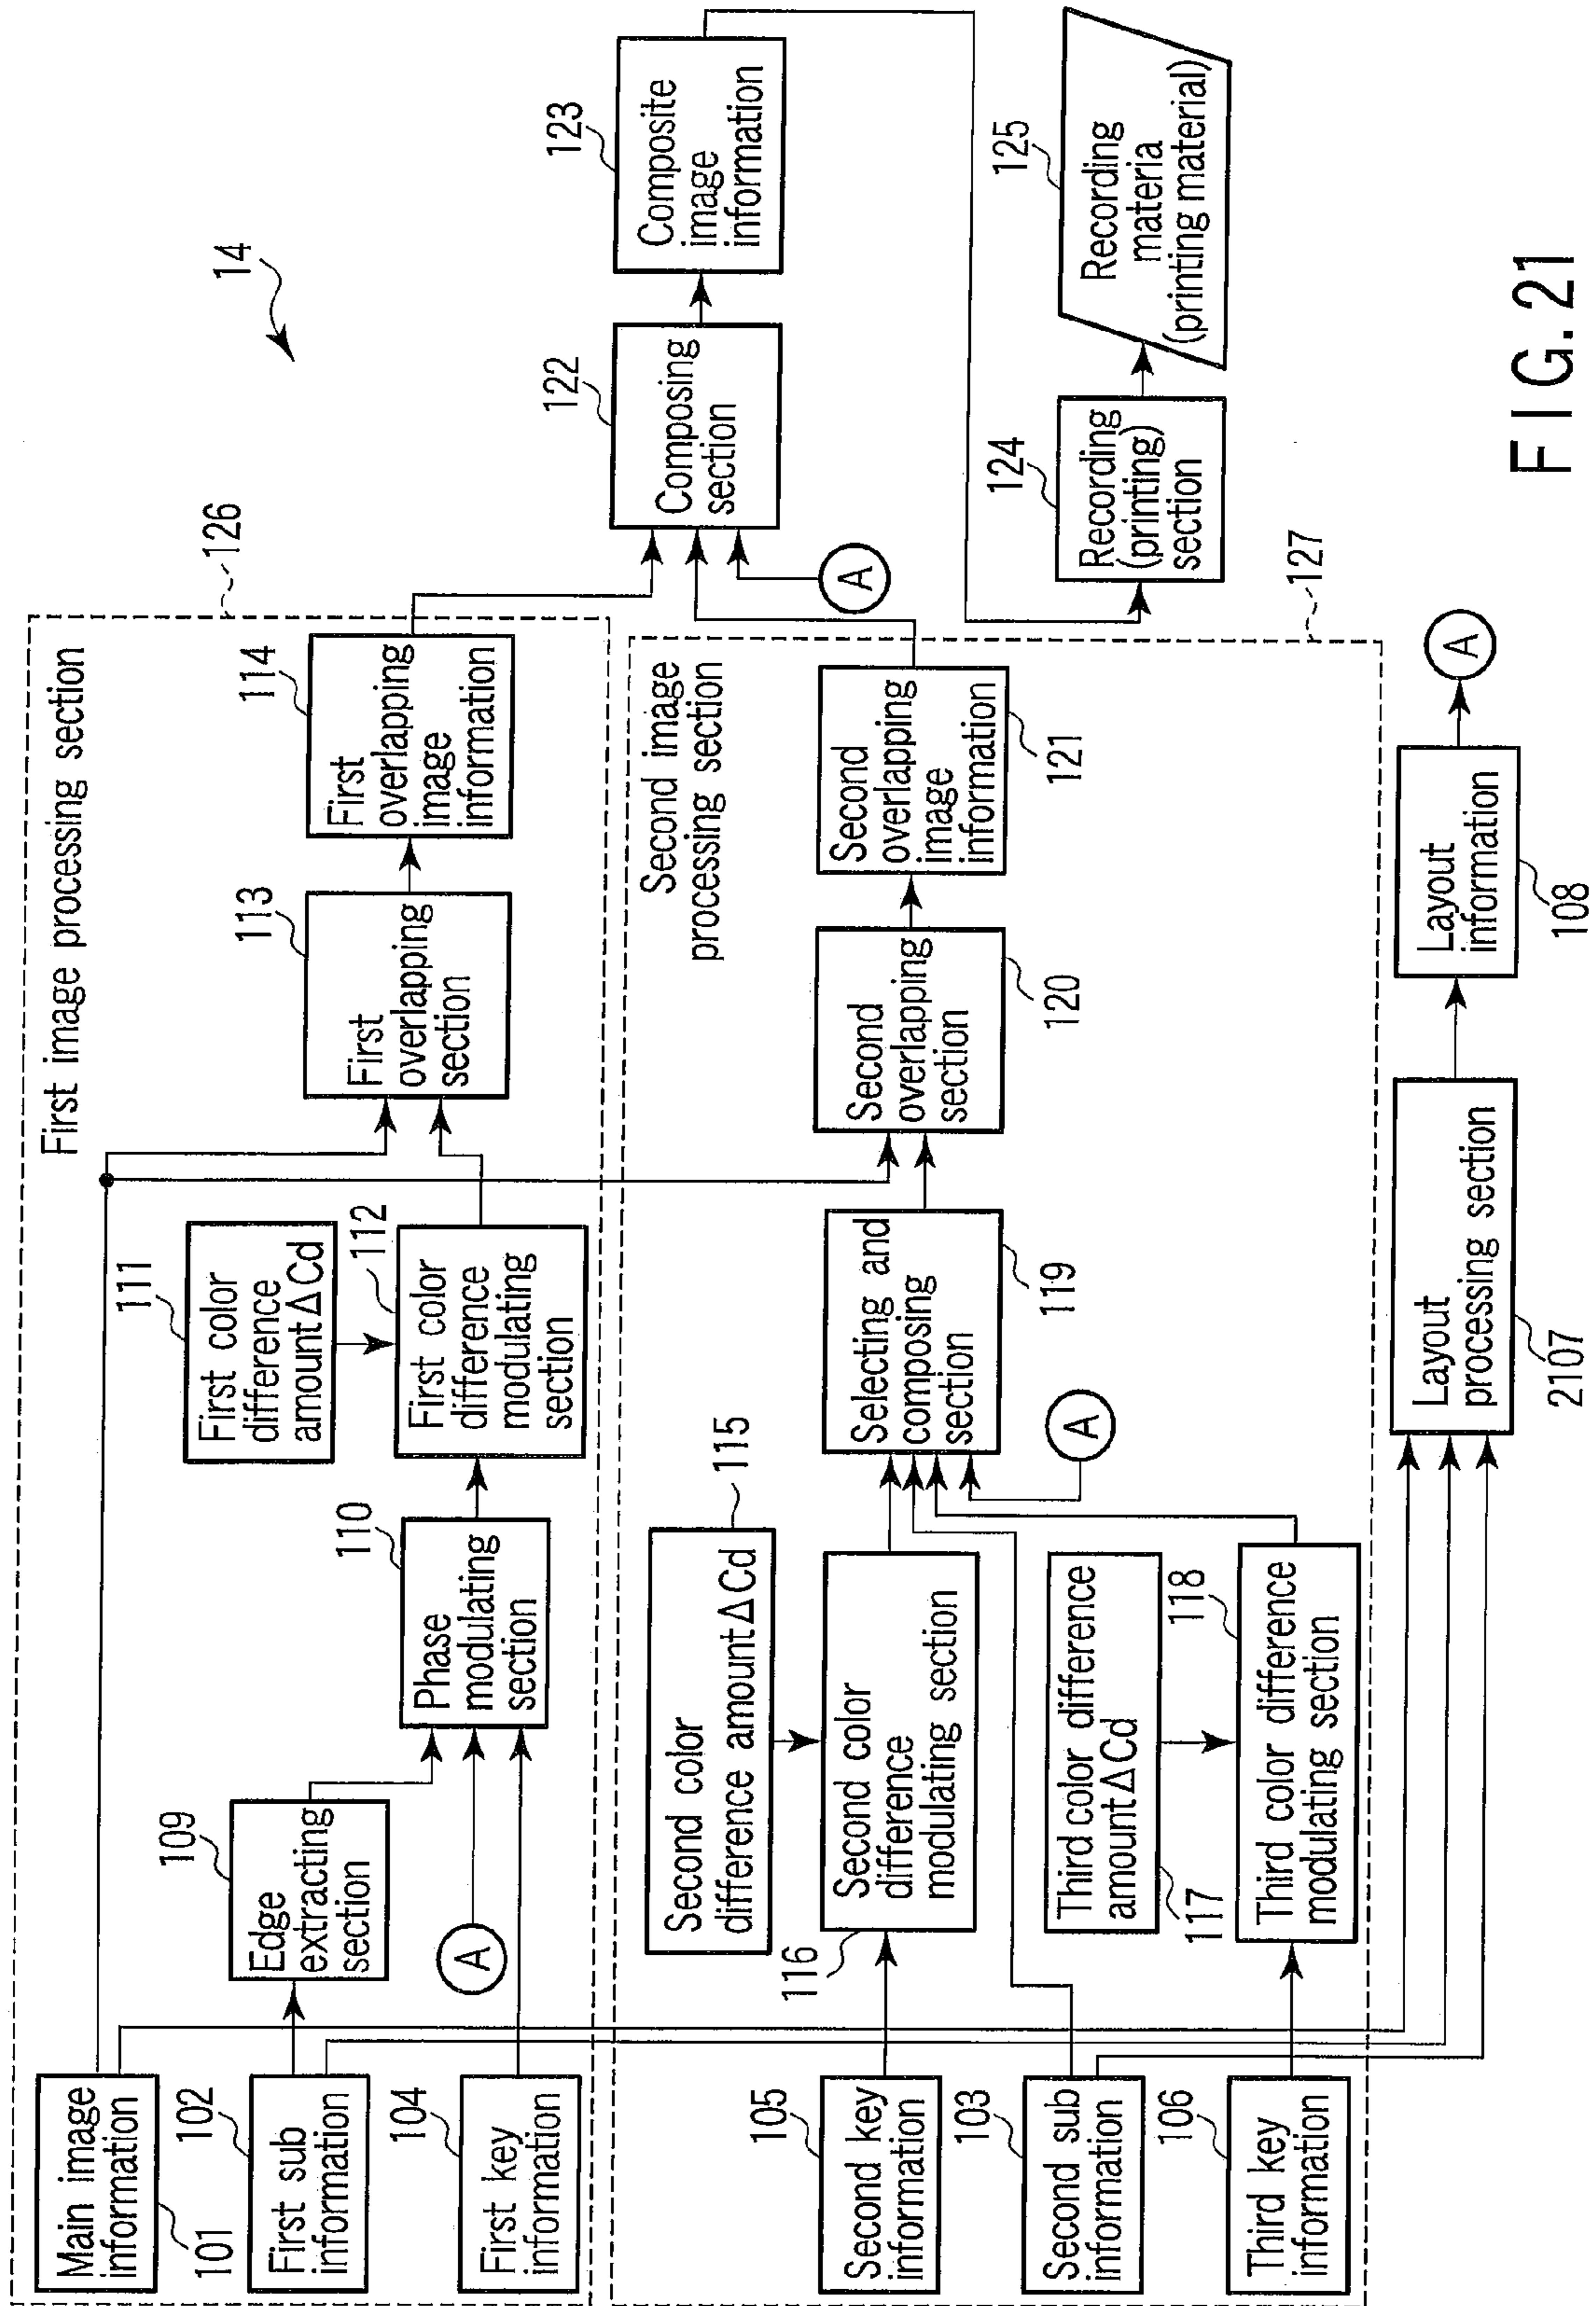 14
First image processing section
126
Main image
information
101
First sub
information
102
First key
information
104
Edge
extracting
section
109
A
Phase
modulating
section
110
First color
difference
amount ΔCd
111
First color
difference
modulating
section
112
First
overlapping
section
113
First
overlapping
image
information
114
Second image
processing section
127
Second key
information
105
Second sub
information
103
Third key
information
106
Second color
difference amount ΔCd
115
Second color
difference
modulating section
116
Third color difference
amount ΔCd
117
Third color difference
modulating section
118
Selecting and
composing
section
119
A
Second
overlapping
section
120
Second
overlapping
image
information
121
Layout
processing section
2107
Layout
information
108
A
A
Composing
section
122
Composite
image
information
123
Recording
(printing)
section
124
Recording
materia
(printing material)
125
FIG. 21